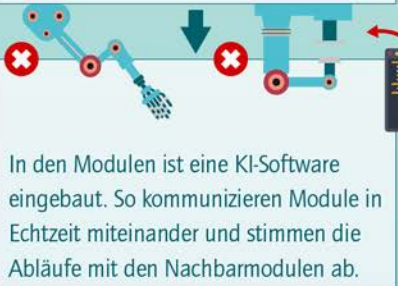 In den Modulen ist eine KI-Software
eingebaut. So kommunizieren Module in
Echtzeit miteinander und stimmen die
Abläufe mit den Nachbarmodulen ab.